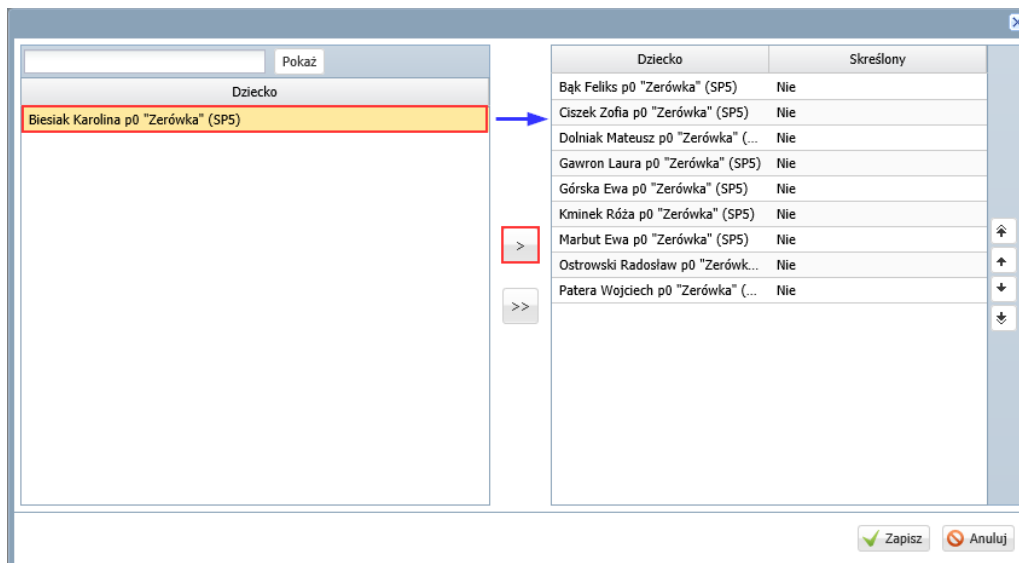 Pokaż
Dziecko
Biesiak Karolina p0 "Zerówka" (SP5)
>
>>
Dziecko Skreślony
Bąk Feliks p0 "Zerówka" (SP5) Nie
Ciszek Zofia p0 "Zerówka" (SP5) Nie
Dolniak Mateusz p0 "Zerówka" (... Nie
Gawron Laura p0 "Zerówka" (SP5) Nie
Górska Ewa p0 "Zerówka" (SP5) Nie
Kminek Róża p0 "Zerówka" (SP5) Nie
Marbut Ewa p0 "Zerówka" (SP5) Nie
Ostrowski Radosław p0 "Zerówk... Nie
Patera Wojciech p0 "Zerówka" (... Nie
Zapisz Anuluj